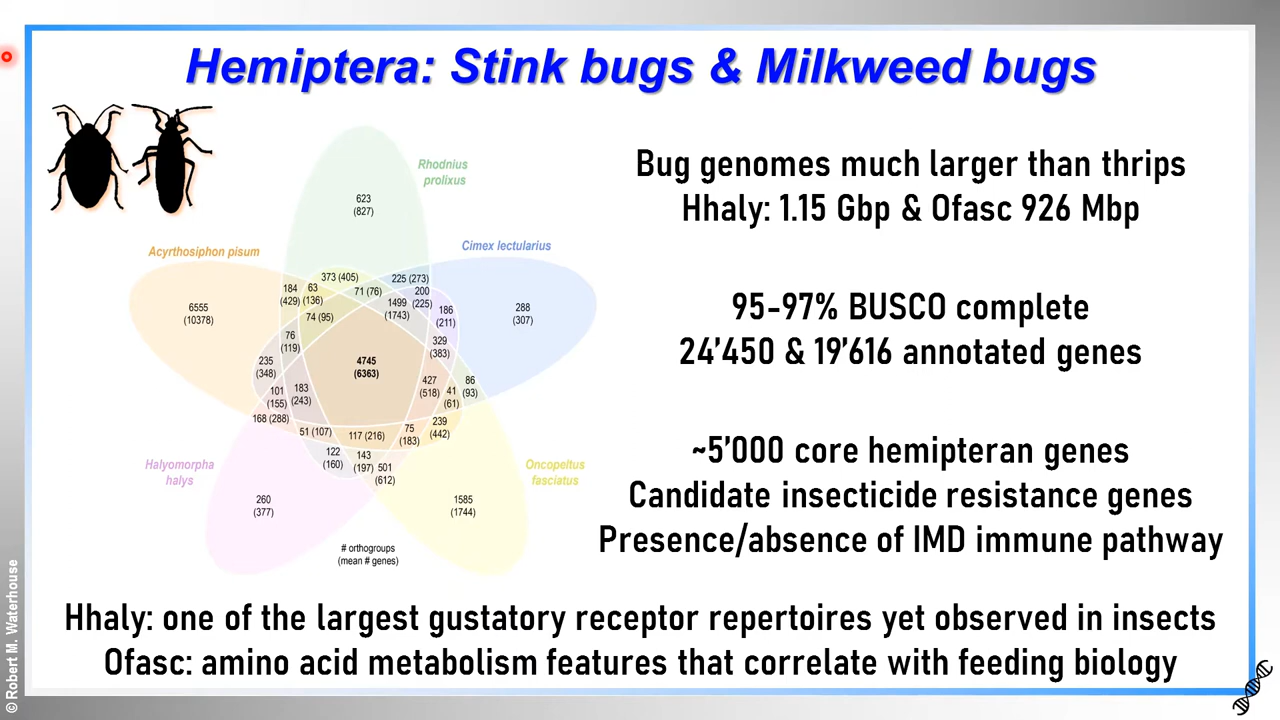 Hemiptera: Stink bugs & Milkweed bugs
Rhodnius
prolixus
623
(827)
Acyrthosiphon pisum
Cimex lectularius
6555
(10378)
288
(307)
373 (405)
225 (273)
184
(429)
63
(136)
71 (76)
200
(225)
1499
(1743)
186
(211)
74 (95)
76
(119)
329
(383)
235
(348)
4745
(6363)
427
(518)
86
(93)
41
(61)
101
(155)
183
(243)
168 (288)
51 (107)
117 (216)
75
(183)
239
(442)
122
(160)
143
(197)
501
(612)
Halyomorpha
halys
Oncopeltus
fasciatus
260
(377)
1585
(1744)
# orthogroups
(mean # genes)
Bug genomes much larger than thrips
Hhaly: 1.15 Gbp & Ofasc 926 Mbp
95-97% BUSCO complete
24'450 & 19'616 annotated genes
~5'000 core hemipteran genes
Candidate insecticide resistance genes
Presence/absence of IMD immune pathway
Hhaly: one of the largest gustatory receptor repertoires yet observed in insects
Ofasc: amino acid metabolism features that correlate with feeding biology
© Robert M. Waterhouse